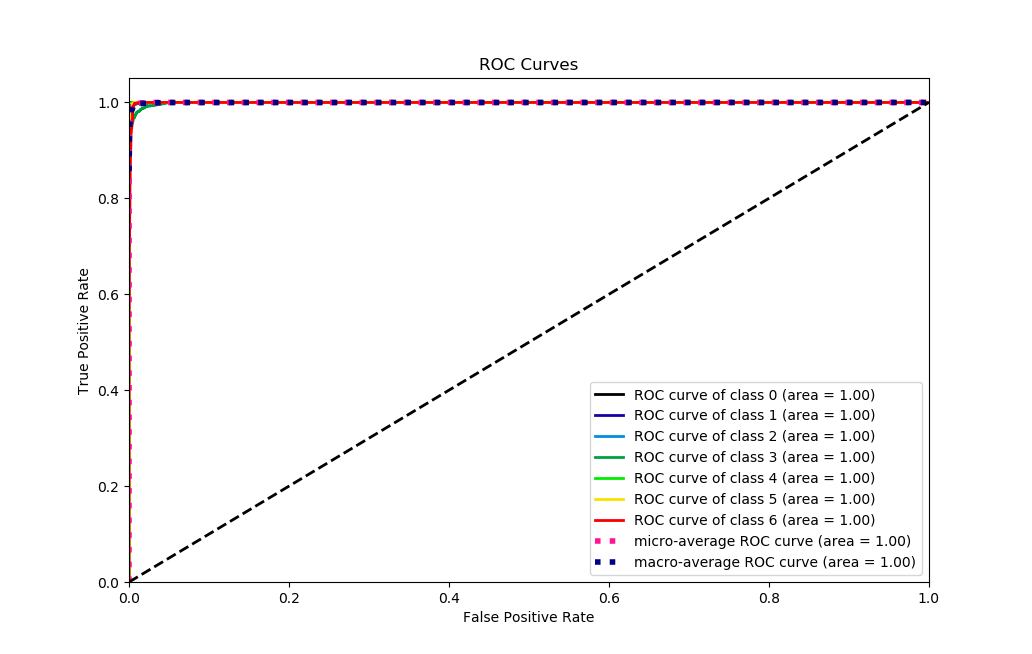 ROC Curves
True Positive Rate
1.0
0.8
0.6
0.4
0.2
0.0
ROC curve of class 0 (area = 1.00)
ROC curve of class 1 (area = 1.00)
ROC curve of class 2 (area = 1.00)
ROC curve of class 3 (area = 1.00)
ROC curve of class 4 (area = 1.00)
ROC curve of class 5 (area = 1.00)
ROC curve of class 6 (area = 1.00)
micro-average ROC curve (area = 1.00)
macro-average ROC curve (area = 1.00)
0.0 0.2 0.4 0.6 0.8 1.0
False Positive Rate